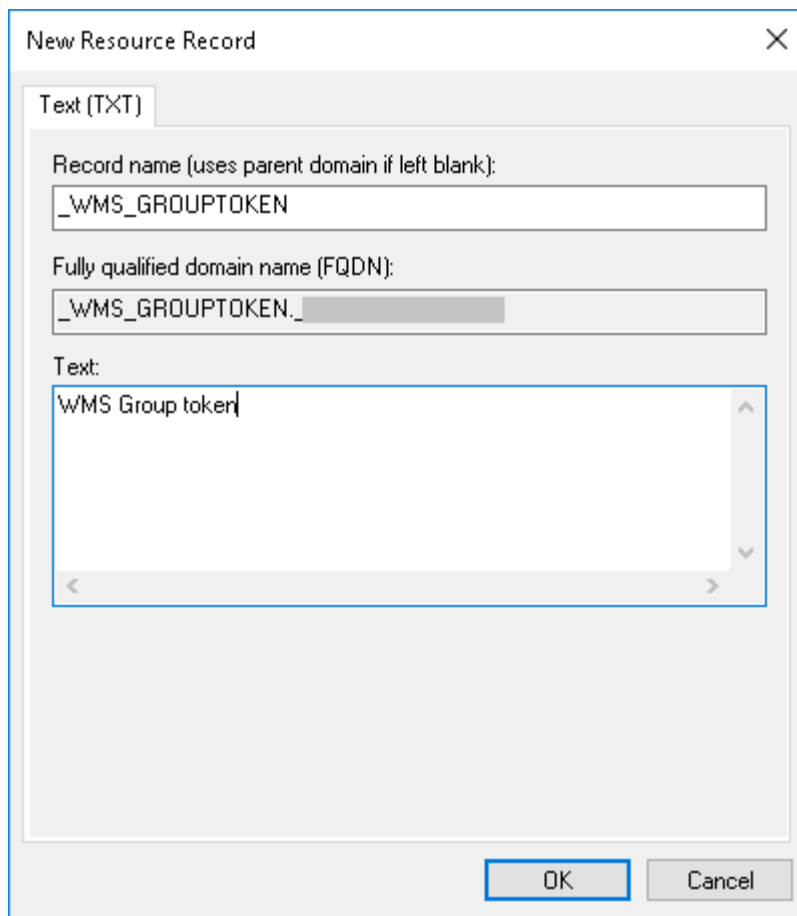 New Resource Record
Text (TXT)
Record name (uses parent domain if left blank):
_WMS_GROUPTOKEN
Fully qualified domain name (FQDN):
_WMS_GROUPTOKEN._
Text:
WMS Group token
OK
Cancel